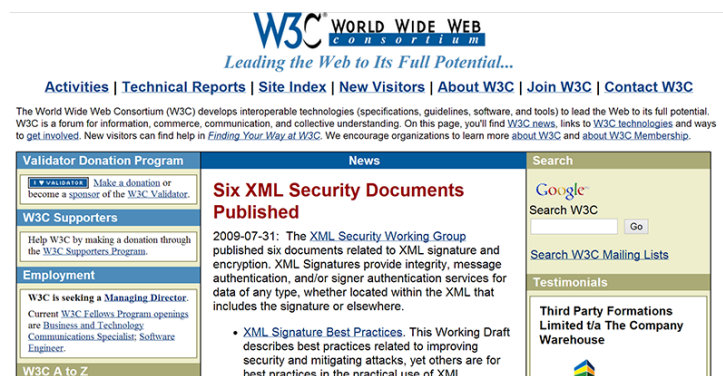 W3C® WORLD WIDE WEB
consortium
Leading the Web to Its Full Potential...
Activities | Technical Reports | Site Index | New Visitors | About W3C | Join W3C | Contact W3C
The World Wide Web Consortium (W3C) develops interoperable technologies (specifications, guidelines, software, and tools) to lead the Web to its full potential.
W3C is a forum for information, commerce, communication, and collective understanding. On this page, you'll find W3C news, links to W3C technologies and ways
to get involved. New visitors can find help in Finding Your Way at W3C. We encourage organizations to learn more about W3C and about W3C Membership.
Validator Donation Program
I ♥ VALIDATOR Make a donation or
become a sponsor of the W3C Validator.
W3C Supporters
Help W3C by making a donation through
the W3C Supporters Program.
Employment
W3C is seeking a Managing Director.
Current W3C Fellows Program openings
are Business and Technology
Communications Specialist; Software
Engineer.
W3C A to Z
News
Six XML Security Documents
Published
2009-07-31: The XML Security Working Group
published six documents related to XML signature and
encryption. XML Signatures provide integrity, message
authentication, and/or signer authentication services for
data of any type, whether located within the XML that
includes the signature or elsewhere.
• XML Signature Best Practices. This Working Draft
describes best practices related to improving
security and mitigating attacks, yet others are for
best practices in the practical use of XML
Search
Google™
Search W3C
Go
Search W3C Mailing Lists
Testimonials
Third Party Formations
Limited t/a The Company
Warehouse